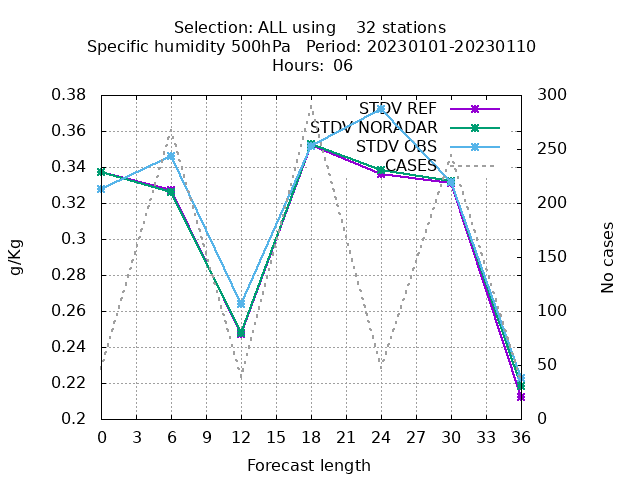 Selection: ALL using    32 stations
Specific humidity 500hPa   Period: 20230101-20230110
Hours:  06
STDV REF
STDV NORADAR
STDV OBS
CASES
0.38
0.36
0.34
0.32
0.3
0.28
0.26
0.24
0.22
0.2
g/Kg
300
250
200
150
100
50
0
No cases
0 3 6 9 12 15 18 21 24 27 30 33 36
Forecast length